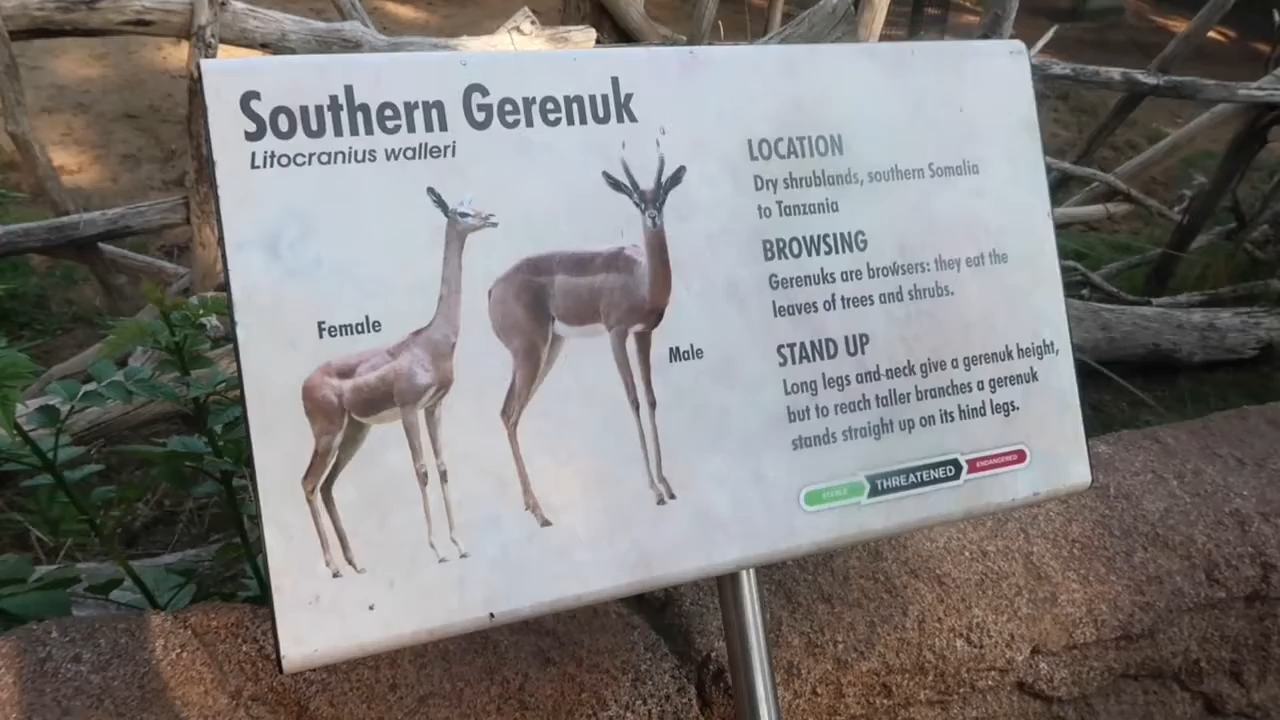 Southern Gerenuk
Litocranius walleri
Female
Male
LOCATION
Dry shrublands, southern Somalia
to Tanzania
BROWSING
Gerenuks are browsers: they eat the
leaves of trees and shrubs.
STAND UP
Long legs and neck give a gerenuk height,
but to reach taller branches a gerenuk
stands straight up on its hind legs.
STABLE
THREATENED
ENDANGERED